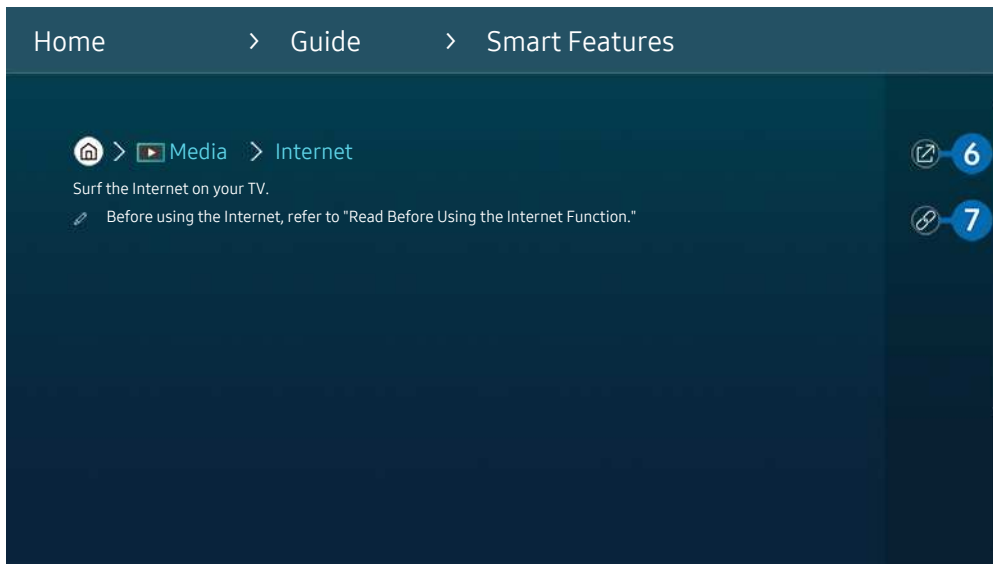 Home > Guide > Smart Features
> Media > Internet
6
Surf the Internet on your TV.
Before using the Internet, refer to "Read Before Using the Internet Function."
7